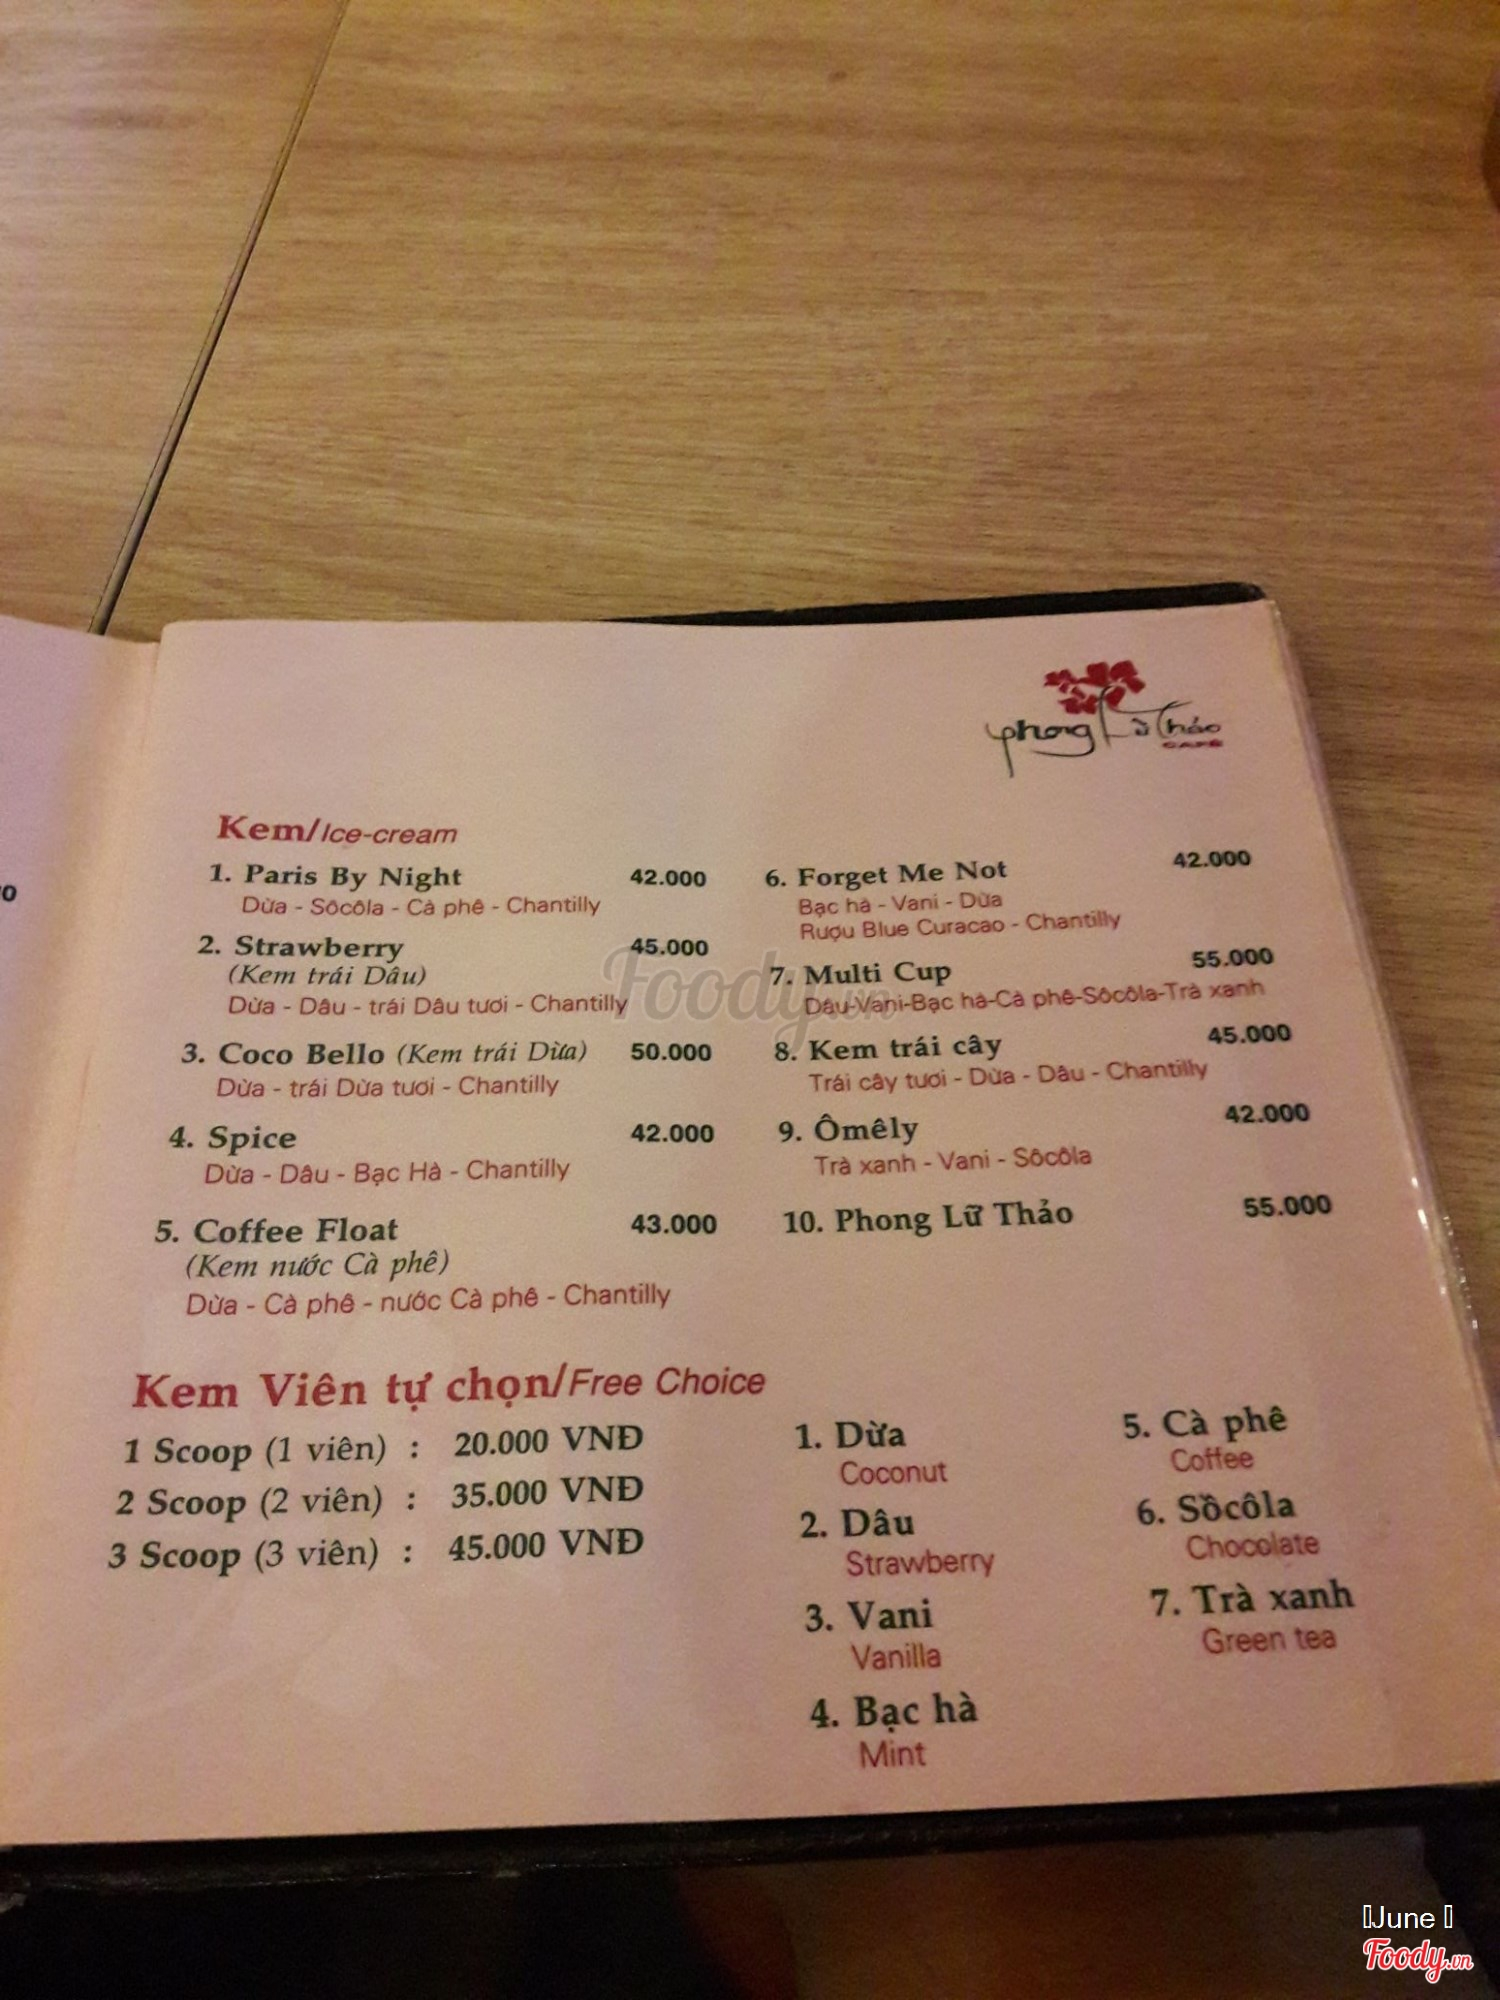 Phong Lữ Thảo
CAFÉ
Kem/Ice-cream
1. Paris By Night 42.000
Dừa - Sôcôla - Cà phê - Chantilly
2. Strawberry 45.000
(Kem trái Dâu)
Dừa - Dâu - trái Dâu tươi - Chantilly
3. Coco Bello (Kem trái Dừa) 50.000
Dừa - trái Dừa tươi - Chantilly
4. Spice 42.000
Dừa - Dâu - Bạc Hà - Chantilly
5. Coffee Float 43.000
(Kem nước Cà phê)
Dừa - Cà phê - nước Cà phê - Chantilly
6. Forget Me Not 42.000
Bạc hà - Vani - Dừa
Rượu Blue Curacao - Chantilly
7. Multi Cup 55.000
Dâu-Vani-Bạc hà-Cà phê-Sôcôla-Trà xanh
8. Kem trái cây 45.000
Trái cây tươi - Dừa - Dâu - Chantilly
9. Ômêly 42.000
Trà xanh - Vani - Sôcôla
10. Phong Lữ Thảo 55.000
Kem Viên tự chọn/Free Choice
1 Scoop (1 viên) : 20.000 VNĐ
2 Scoop (2 viên) : 35.000 VNĐ
3 Scoop (3 viên) : 45.000 VNĐ
1. Dừa
Coconut
2. Dâu
Strawberry
3. Vani
Vanilla
4. Bạc hà
Mint
5. Cà phê
Coffee
6. Sồcôla
Chocolate
7. Trà xanh
Green tea
Foody.vn
June
Foody.vn